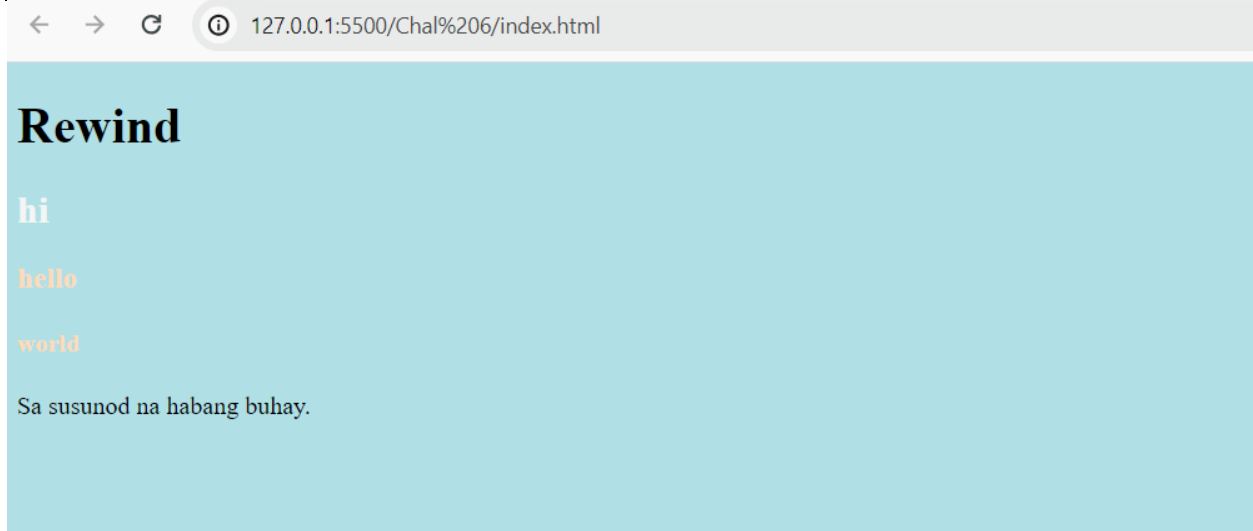 127.0.0.1:5500/Chal%206/index.html
Rewind
hi
hello
world
Sa susunod na habang buhay.